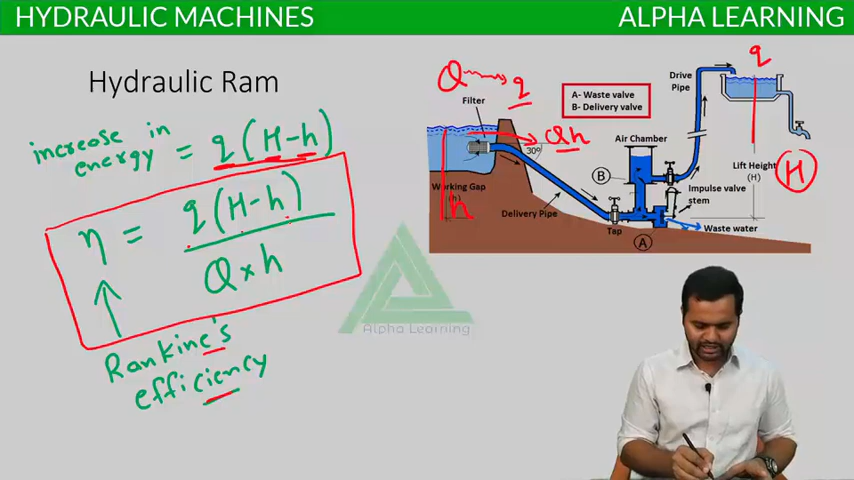 HYDRAULIC MACHINES
ALPHA LEARNING
Hydraulic Ram
increase in
energy = q(H-h)
η = q(H-h)
Q×h
Rankine's
efficiency
Q q
Filter
A- Waste valve
B- Delivery valve
Drive
Pipe
q
Qh
30°
Air Chamber
B
Working Gap
(h)
h
Lift Height
(H)
H
Impulse valve
stem
Delivery Pipe
Tap
Waste water
A
Alpha Learning